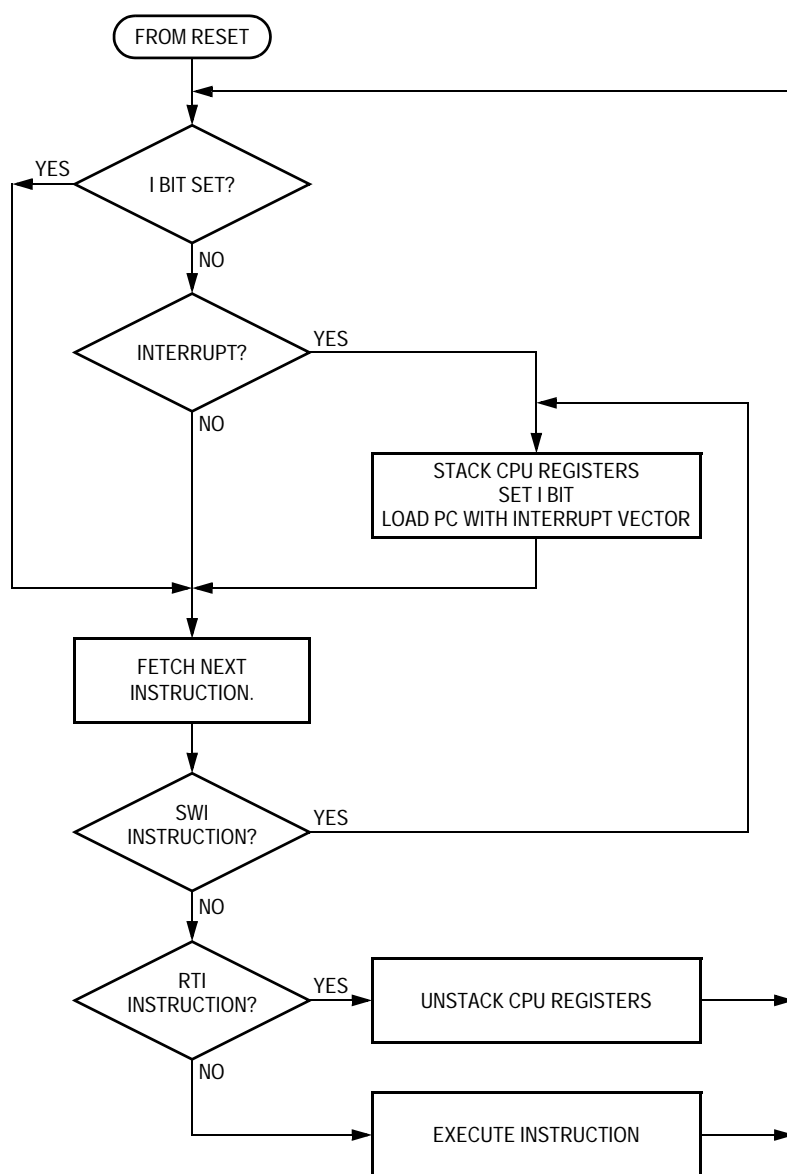 FROM RESET
I BIT SET?
YES
NO
INTERRUPT?
YES
NO
STACK CPU REGISTERS
SET I BIT
LOAD PC WITH INTERRUPT VECTOR
FETCH NEXT
INSTRUCTION.
SWI
INSTRUCTION?
YES
NO
RTI
INSTRUCTION?
YES
UNSTACK CPU REGISTERS
NO
EXECUTE INSTRUCTION